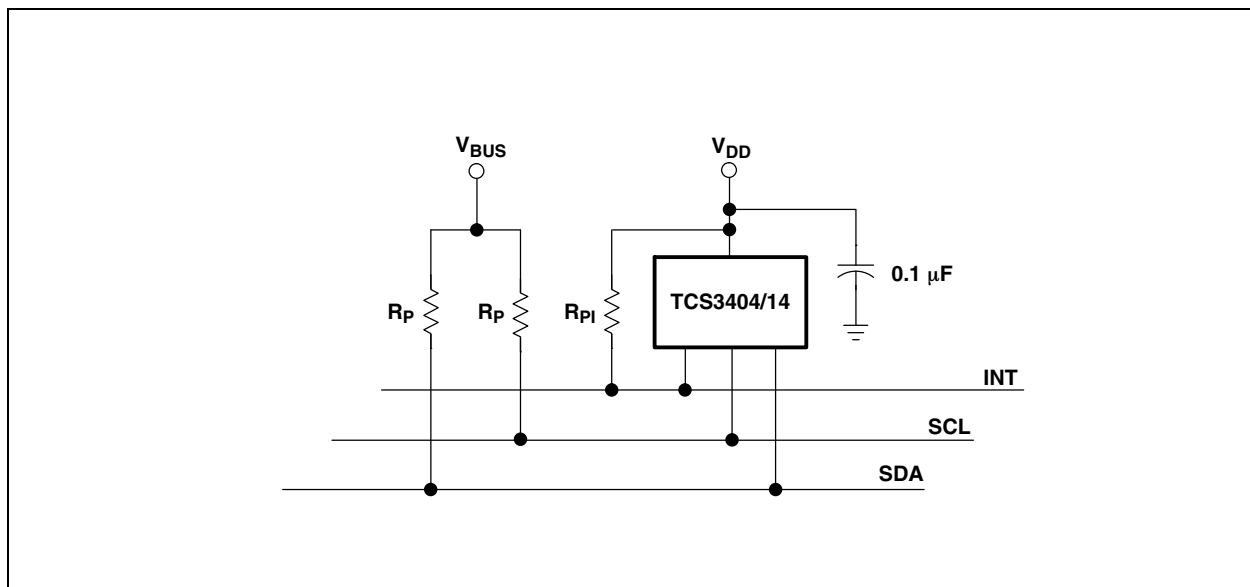 VBUS
VDD
RP
RP
RPI
TCS3404/14
0.1 μF
INT
SCL
SDA